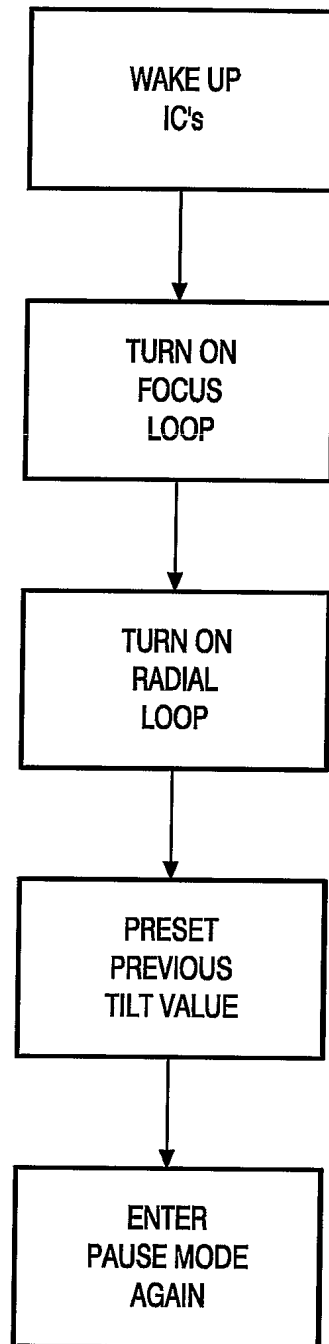 WAKE UP
IC's
TURN ON
FOCUS
LOOP
TURN ON
RADIAL
LOOP
PRESET
PREVIOUS
TILT VALUE
ENTER
PAUSE MODE
AGAIN